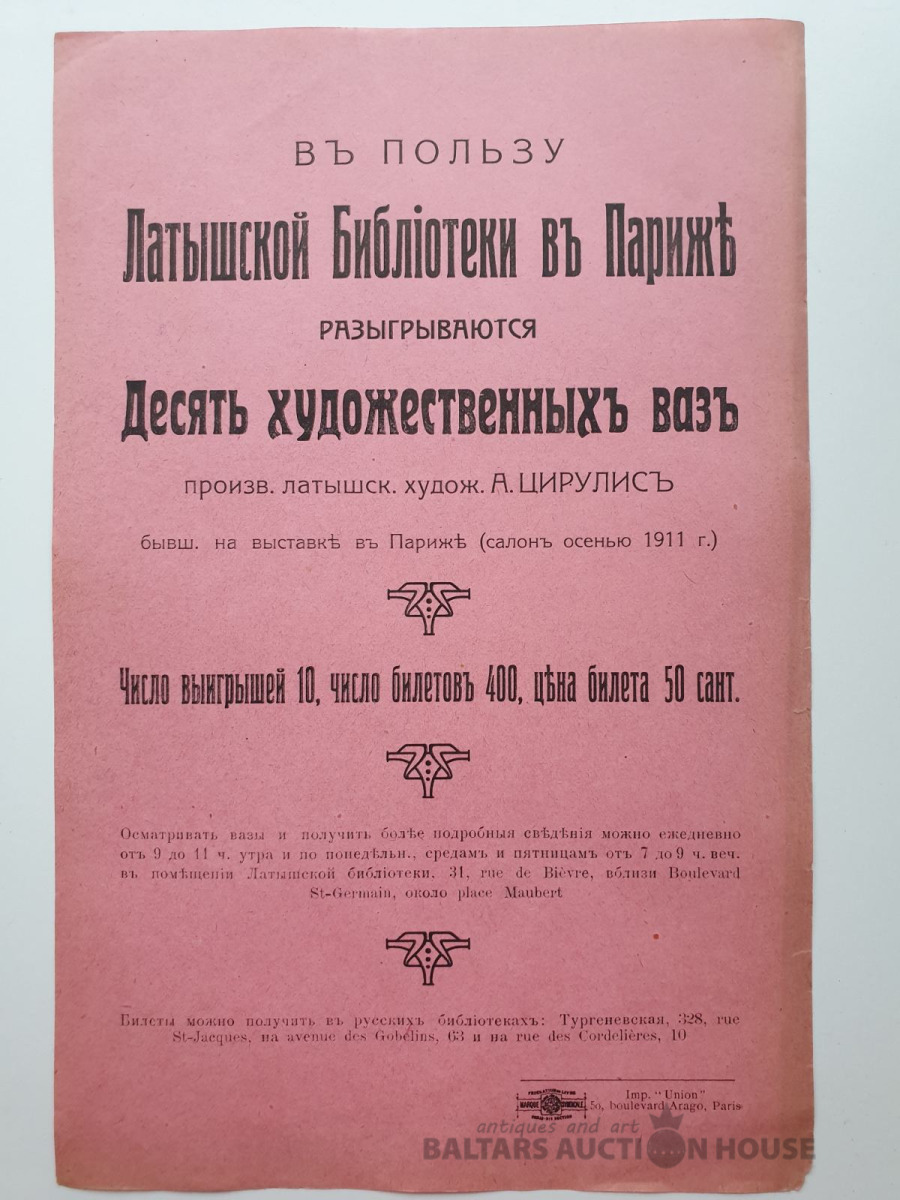 ВЪ ПОЛЬЗУ
Латышской Библіотеки въ Парижѣ
РАЗЫГРЫВАЮТСЯ
Десять художественныхъ вазъ
произв. латышск. худож. А. ЦИРУЛИСЪ
бывш. на выставкѣ въ Парижѣ (салонъ осенью 1911 г.)
Число выигрышей 10, число билетовъ 400, цѣна билета 50 сант.
Осматривать вазы и получить болѣе подробныя свѣдѣнія можно ежедневно
отъ 9 до 11 ч. утра и по понедѣльн., средамъ и пятницамъ от 7 до 9 ч. веч.
въ помѣщеніи Латышской библіотеки. 31, rue de Bièvre, вблизи Boulevard
St-Germain, около place Maubert
Билеты можно получить въ русскихъ библіотекахъ: Тургеневская, 328, rue
St-Jacques, на avenue des Gobelins, 63 и на rue des Cordelières, 10
MARQUE SYNDICALE
Imp. "Union"
50, boulevard Arago, Paris
antiques and art
BALTARS AUCTION HOUSE